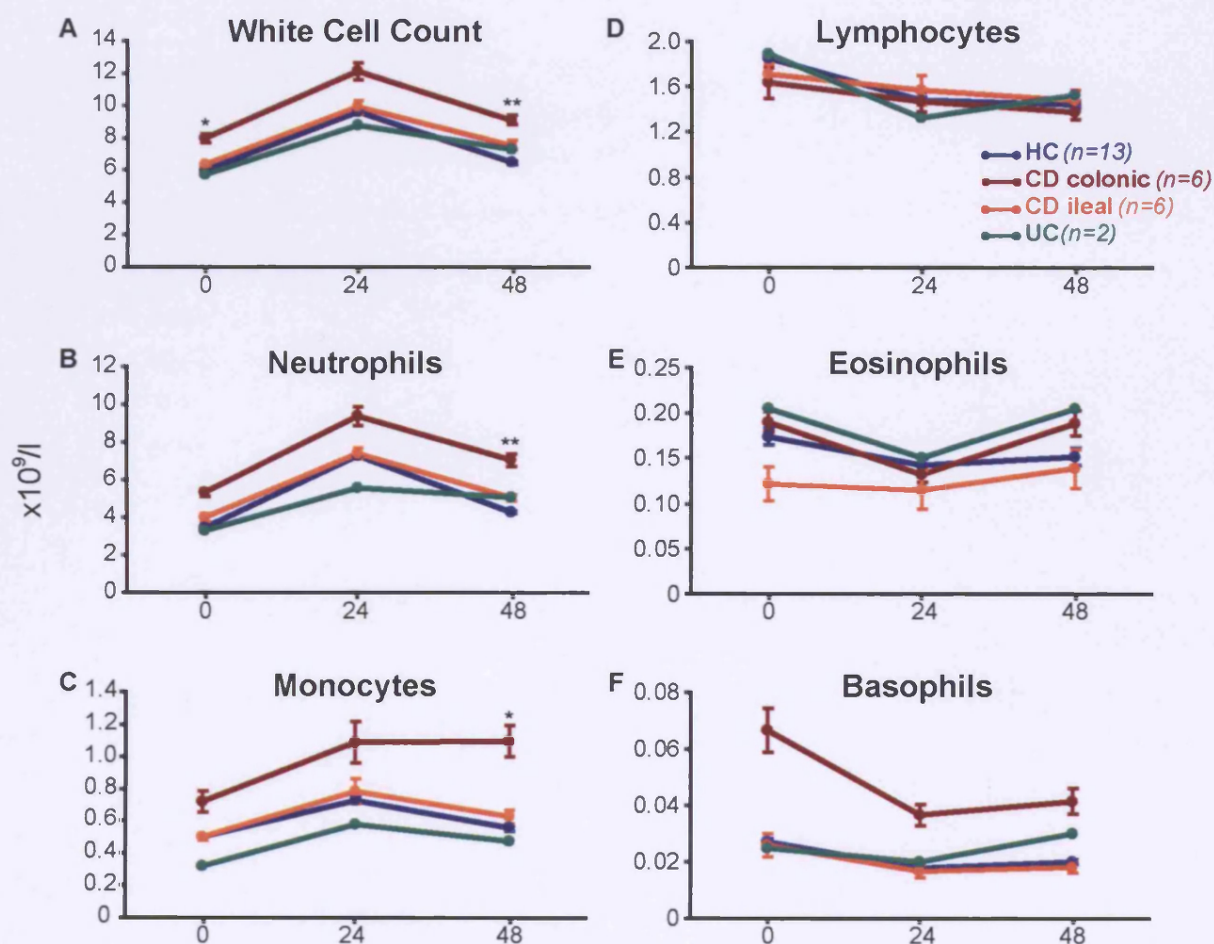 A White Cell Count
14
12
10
8
6
4
2
0
* **
0 24 48
D Lymphocytes
2.0
1.6
1.2
0.8
0.4
0
HC (n=13)
CD colonic (n=6)
CD ileal (n=6)
UC(n=2)
0 24 48
x10⁹/l
B Neutrophils
12
10
8
6
4
2
0
**
0 24 48
E Eosinophils
0.25
0.20
0.15
0.10
0.05
0
0 24 48
C Monocytes
1.4
1.2
1.0
0.8
0.6
0.4
0.2
0
*
0 24 48
F Basophils
0.08
0.06
0.04
0.02
0
0 24 48